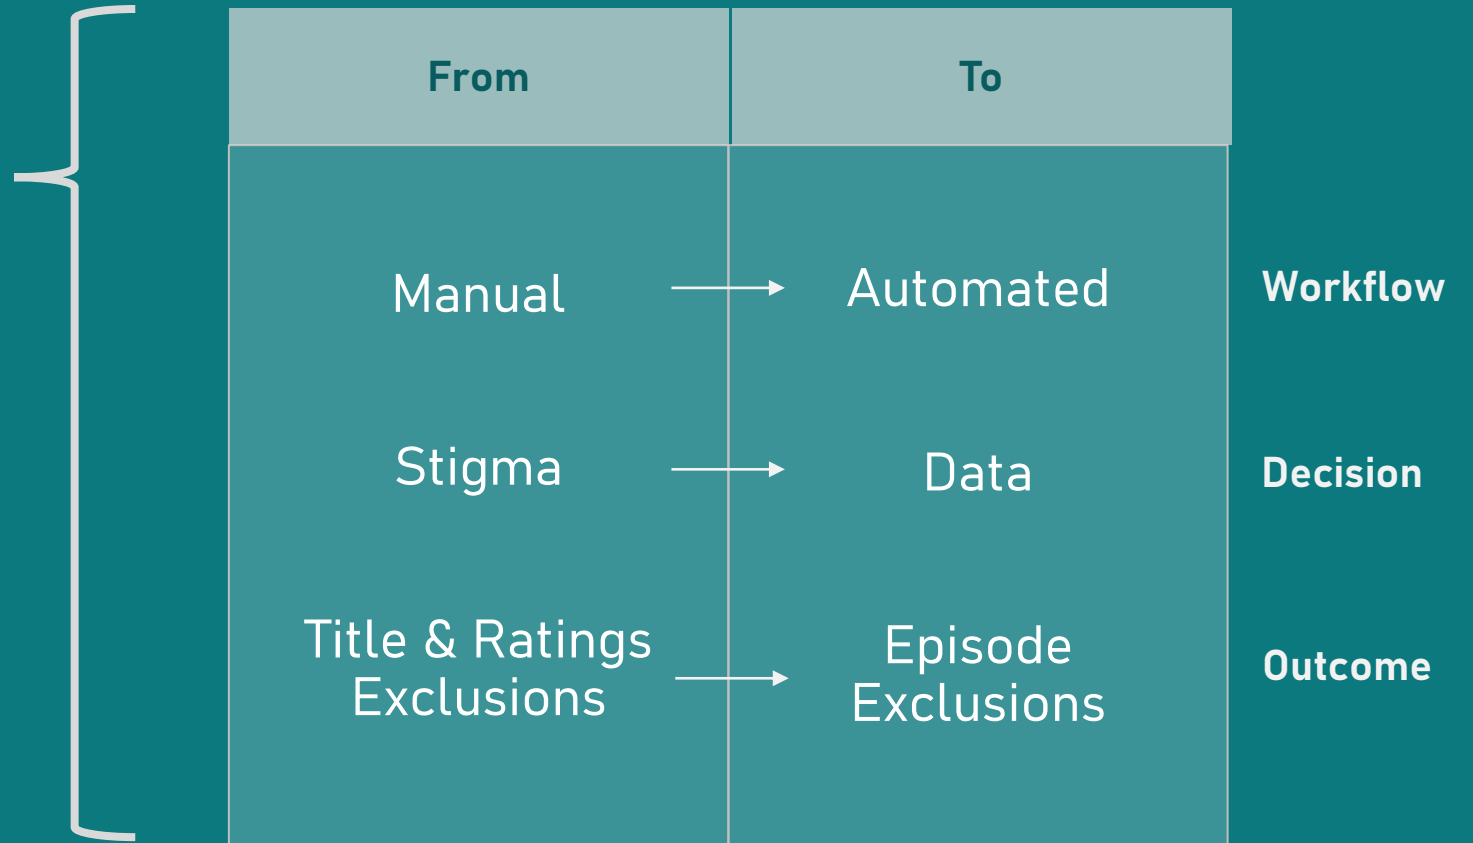 From
To
Manual
Automated
Workflow
Stigma
Data
Decision
Title & Ratings
Exclusions
Episode
Exclusions
Outcome